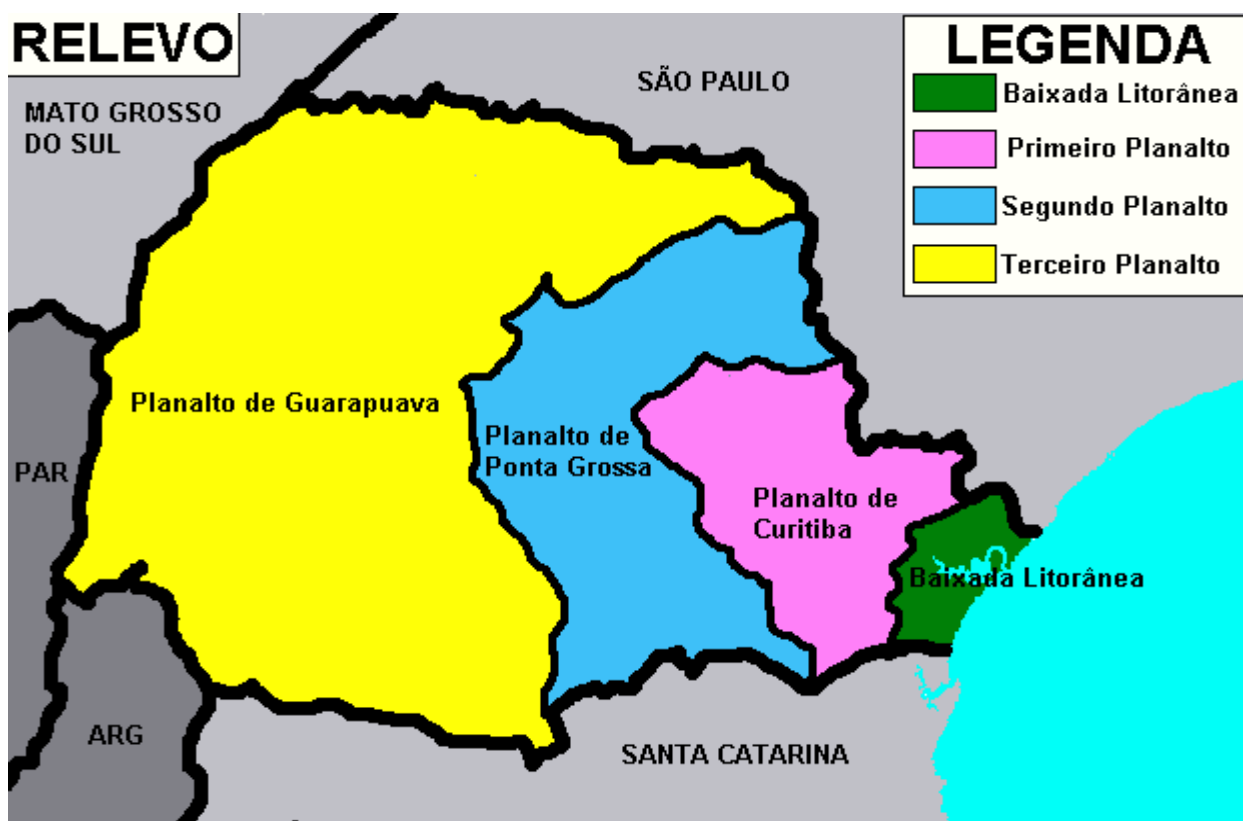 RELEVO
LEGENDA
Baixada Litorânea
Primeiro Planalto
Segundo Planalto
Terceiro Planalto
MATO GROSSO
DO SUL
SÃO PAULO
Planalto de Guarapuava
Planalto de
Ponta Grossa
PAR
Planalto de
Curitiba
Baixada Litorânea
ARG
SANTA CATARINA